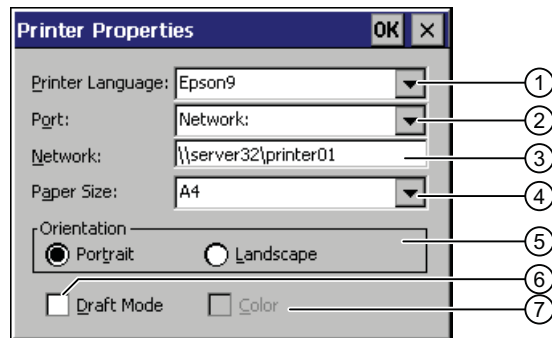 Printer Properties OK ×
Printer Language: Epson9 1
Port: Network: 2
Network: \\server32\printer01 3
Paper Size: A4 4
Orientation 5
Portrait Landscape
6
Draft Mode Color 7